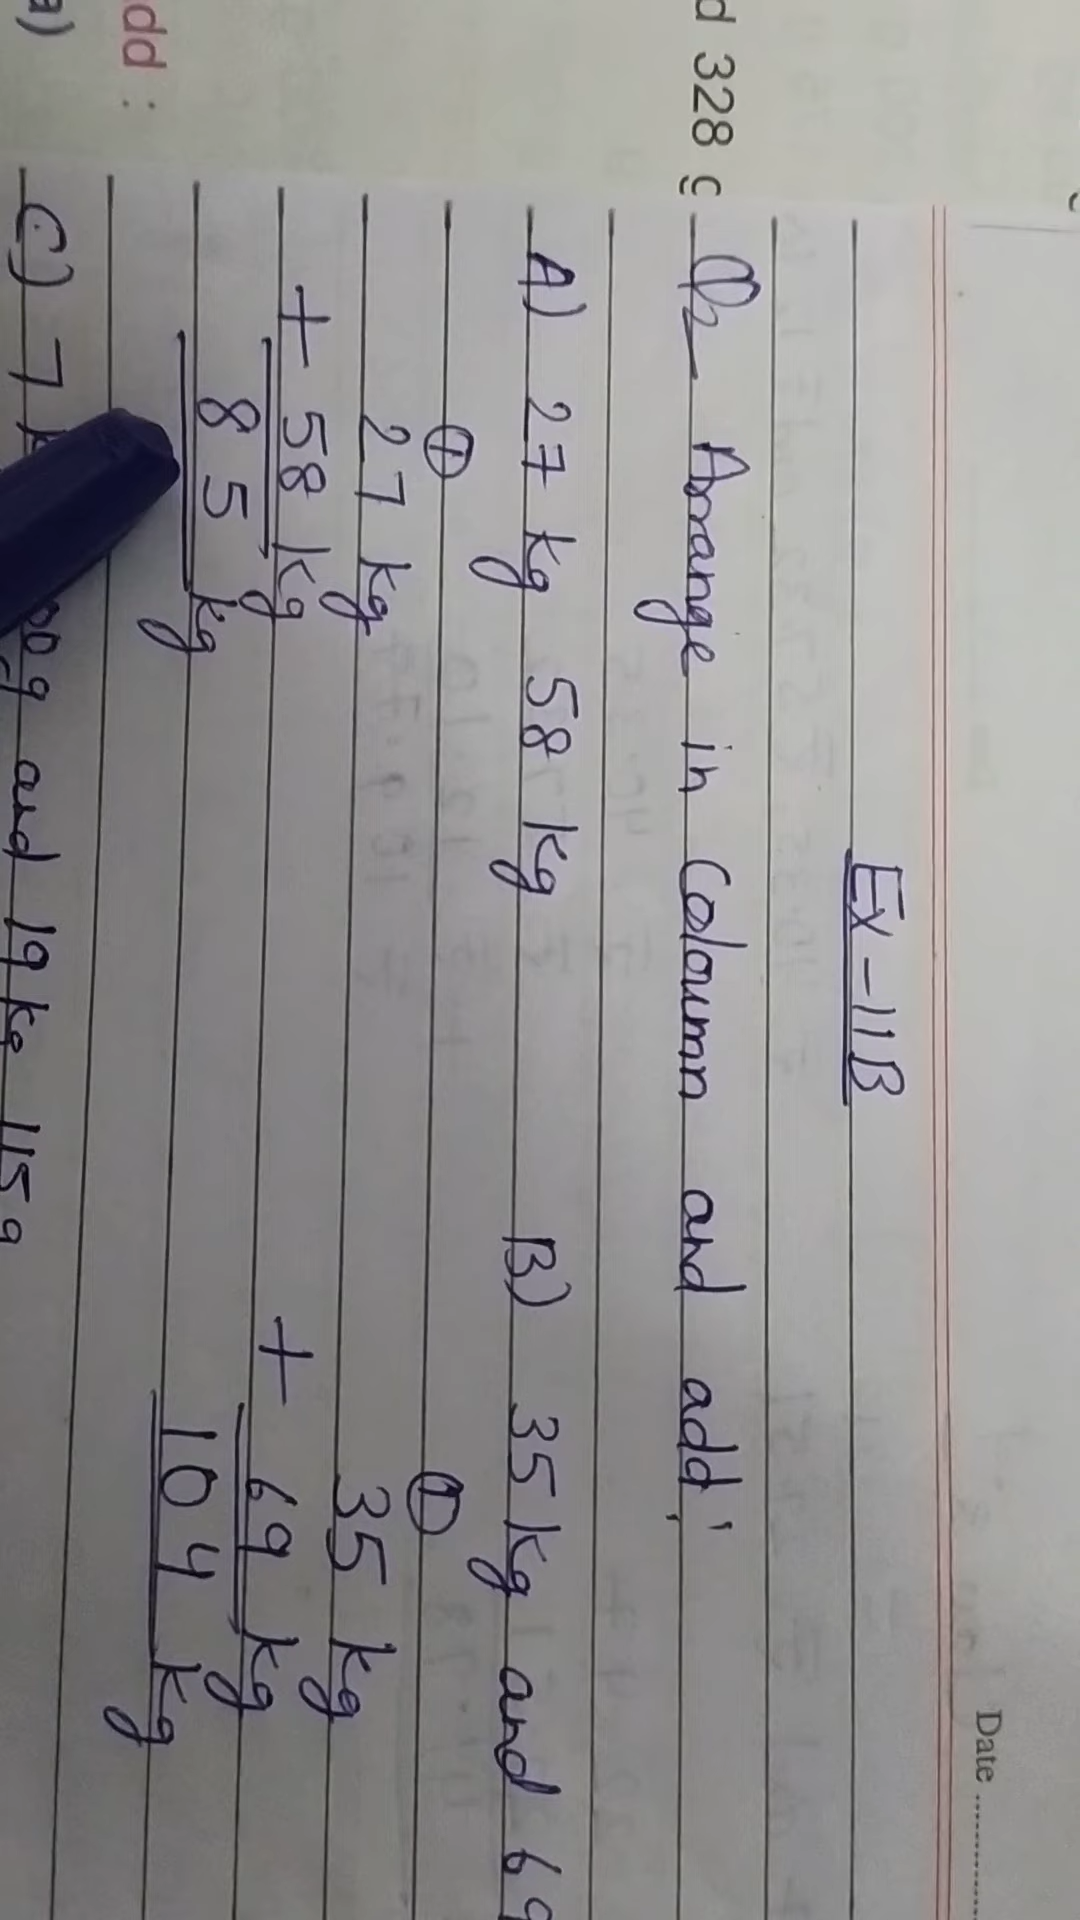 d 328 g
Date ..............
Ex-11B
Q2 Arrange in Coloumn and add :
A) 27 kg 58 kg
B) 35 kg and 69
1
1
27 kg
35 kg
+ 58 kg
+ 69 kg
85 kg
104 kg
dd :
a)
C) 7 and 19 kg 115 g